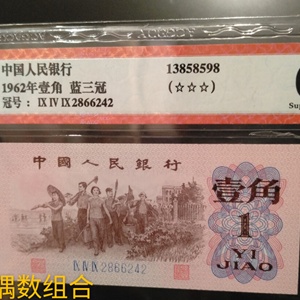 中国人民银行
13858598
1962年壹角 蓝三冠
(☆☆☆)
冠号: IX IV IX 2866242
Sup
中國人民銀行
壹角
1
YI
JIAO
IX IV IX 2866242
偶数组合